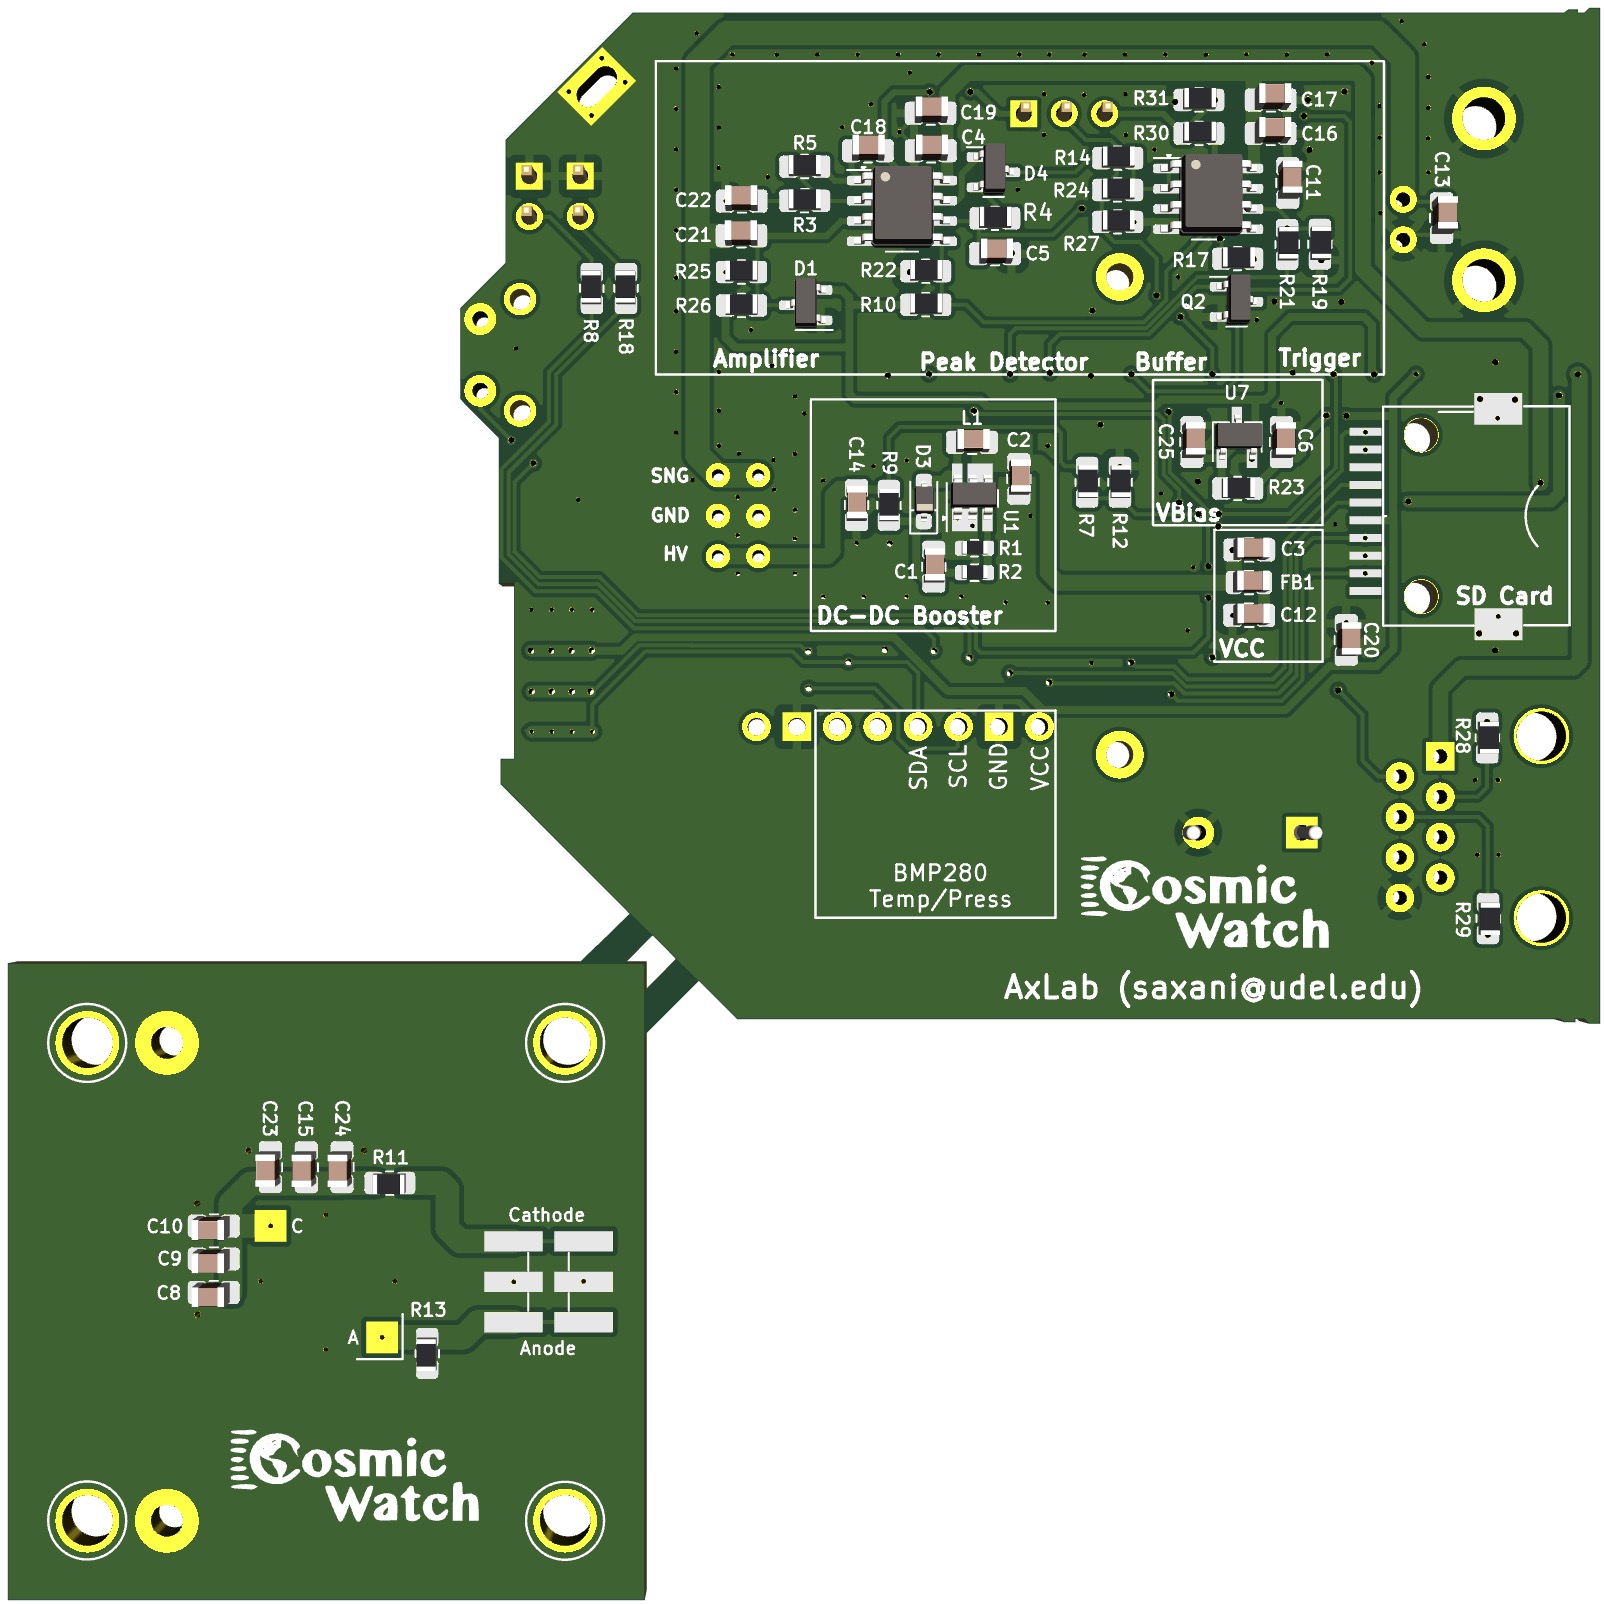 R31
C17
C19
R30
C16
C18
C4
R5
R14
D4
C11
C13
C22
R24
R3
R4
C21
R27
C5
R25
D1
R22
R17
R21
R19
R26
R10
Q2
R8
R18
Amplifier
Peak Detector
Buffer
Trigger
U7
L1
C14
R9
D3
C2
C25
C6
SNG
R23
GND
U1
R7
R12
VBias
HV
R1
C3
C1
R2
FB1
SD Card
DC-DC Booster
C12
VCC
C20
R28
SDA
SCL
GND
VCC
BMP280
Temp/Press
Cosmic
Watch
R29
AxLab (saxani@udel.edu)
C23
C15
C24
R11
C10
C
Cathode
C9
C8
R13
A
Anode
Cosmic
Watch